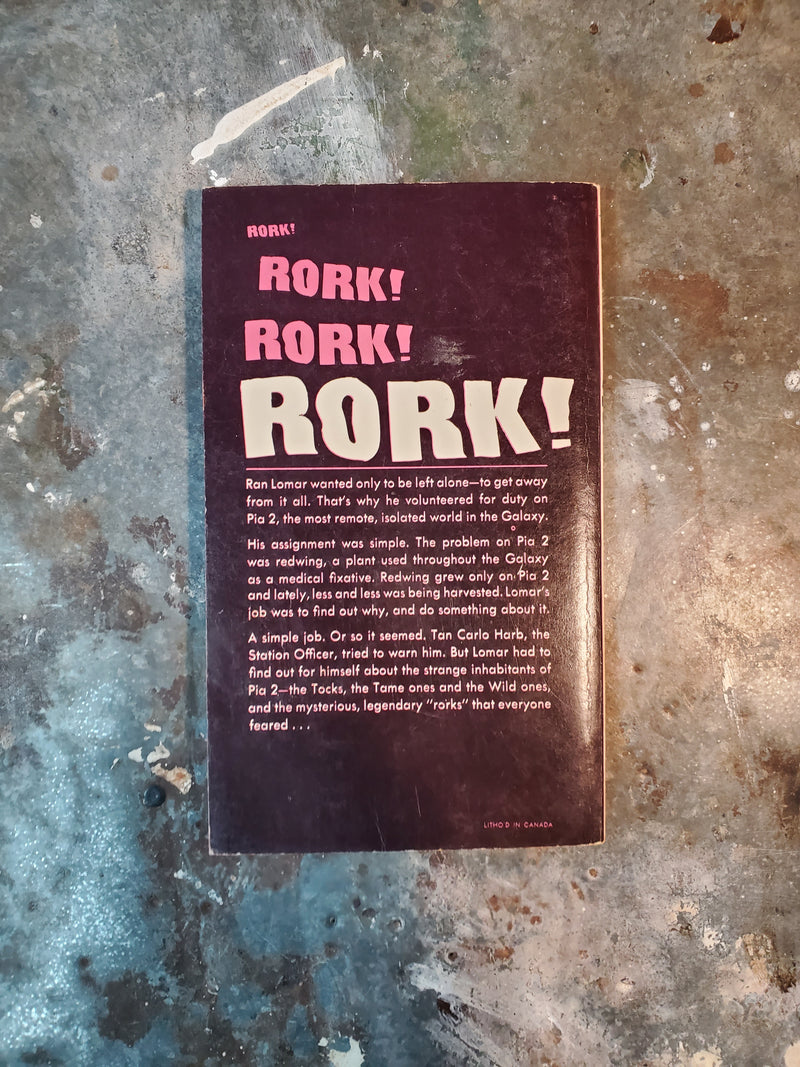 RORK!
RORK!
RORK!
RORK!
Ran Lomar wanted only to be left alone—to get away
from it all. That's why he volunteered for duty on
Pia 2, the most remote, isolated world in the Galaxy.
His assignment was simple. The problem on Pia 2
was redwing, a plant used throughout the Galaxy
as a medical fixative. Redwing grew only on Pia 2
and lately, less and less was being harvested. Lomar's
job was to find out why, and do something about it.
A simple job. Or so it seemed. Tan Carlo Harb, the
Station Officer, tried to warn him. But Lomar had to
find out for himself about the strange inhabitants of
Pia 2—the Tocks, the Tame ones and the Wild ones,
and the mysterious, legendary "rorks" that everyone
feared . . .
LITHO'D IN CANADA